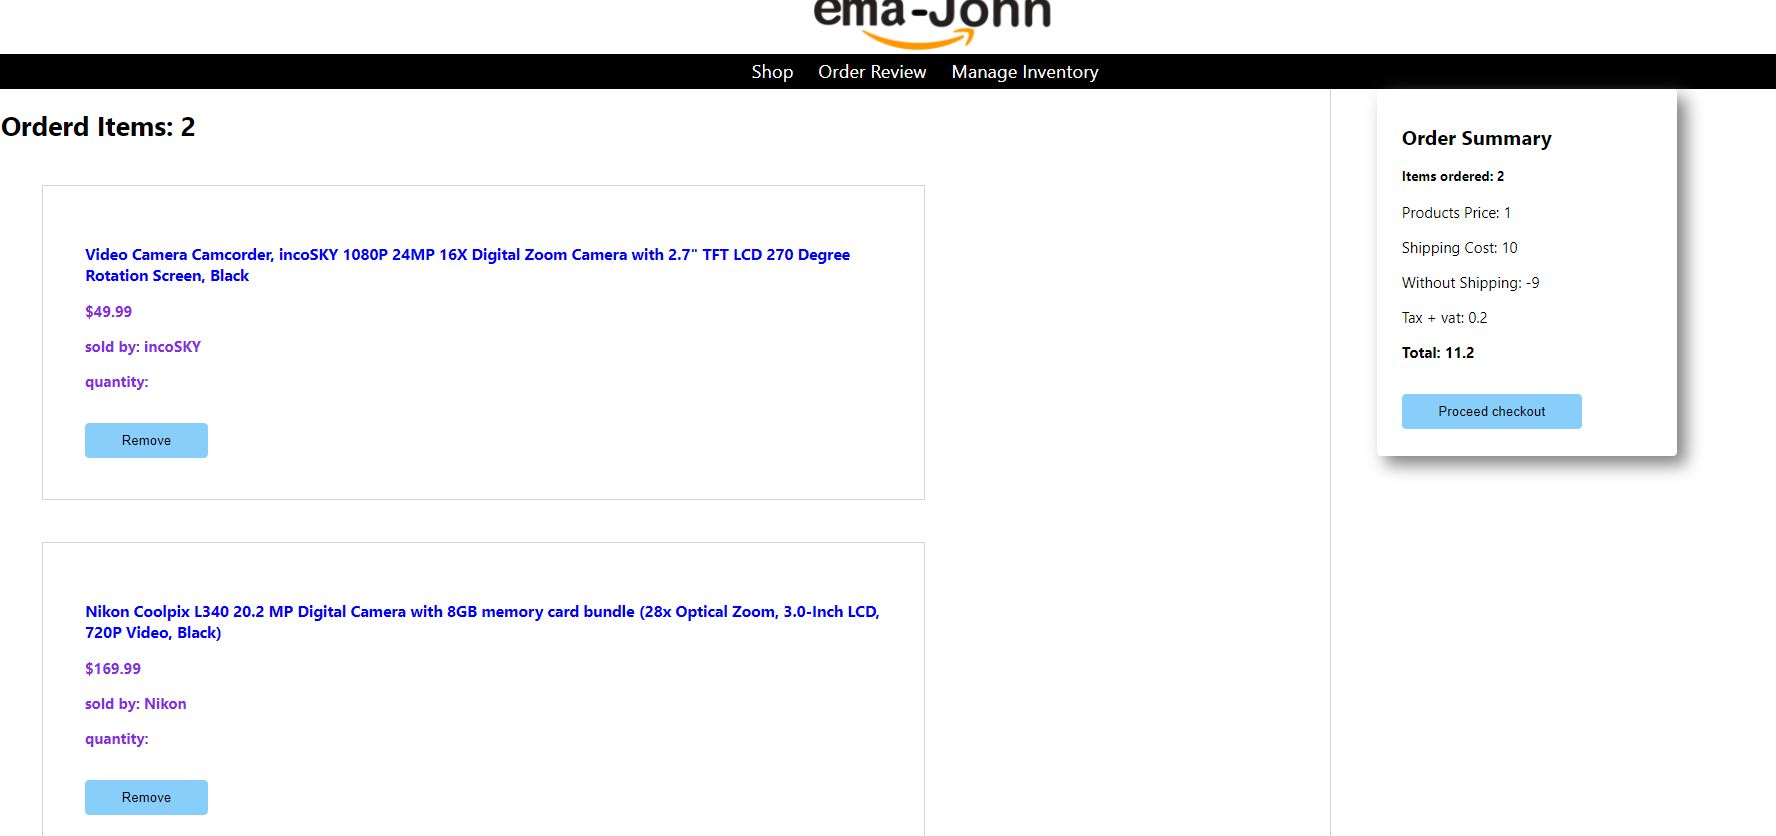 ema-John
Shop Order Review Manage Inventory
Orderd Items: 2
Video Camera Camcorder, incoSKY 1080P 24MP 16X Digital Zoom Camera with 2.7" TFT LCD 270 Degree
Rotation Screen, Black
$49.99
sold by: incoSKY
quantity:
Remove
Nikon Coolpix L340 20.2 MP Digital Camera with 8GB memory card bundle (28x Optical Zoom, 3.0-Inch LCD,
720P Video, Black)
$169.99
sold by: Nikon
quantity:
Remove
Order Summary
Items ordered: 2
Products Price: 1
Shipping Cost: 10
Without Shipping: -9
Tax + vat: 0.2
Total: 11.2
Proceed checkout